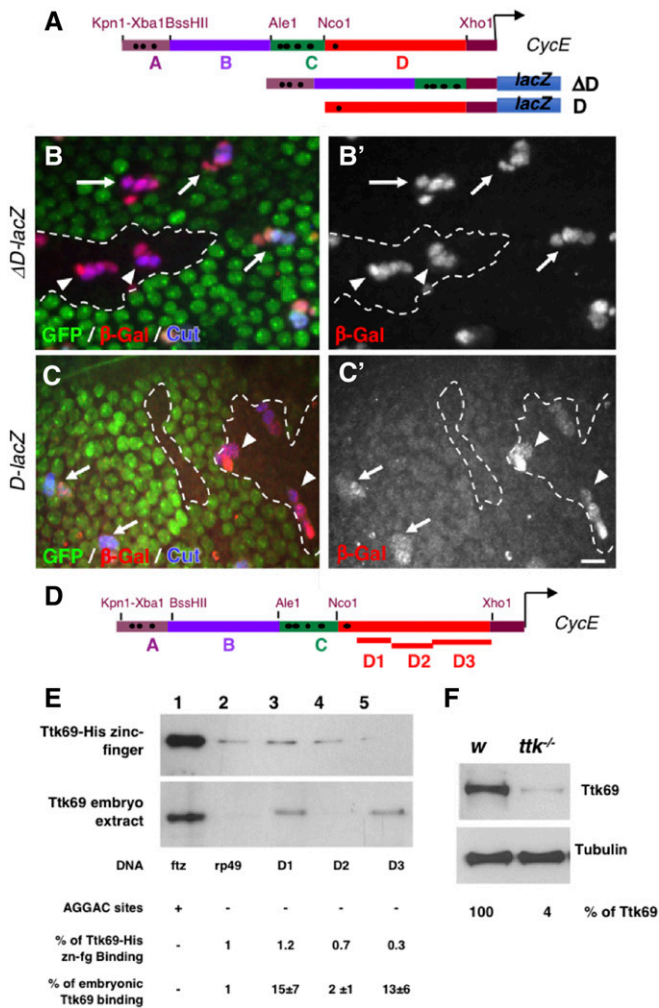 A
Kpn1-Xba1 BssHII Ale1 Nco1 Xho1
CycE
A B C D
lacZ ΔD
lacZ D
B B'
ΔD-lacZ
GFP / β-Gal / Cut β-Gal
C C'
D-lacZ
GFP / β-Gal / Cut β-Gal
D
Kpn1-Xba1 BssHII Ale1 Nco1 Xho1
CycE
A B C D1 D2 D3
E
1 2 3 4 5
Ttk69-His zinc-
finger
Ttk69 embryo
extract
DNA ftz rp49 D1 D2 D3
AGGAC sites + - - - -
% of Ttk69-His
zn-fg Binding - 1 1.2 0.7 0.3
% of embryonic
Ttk69 binding - 1 15±7 2 ±1 13±6
F
w ttk-/-
Ttk69
Tubulin
100 4 % of Ttk69